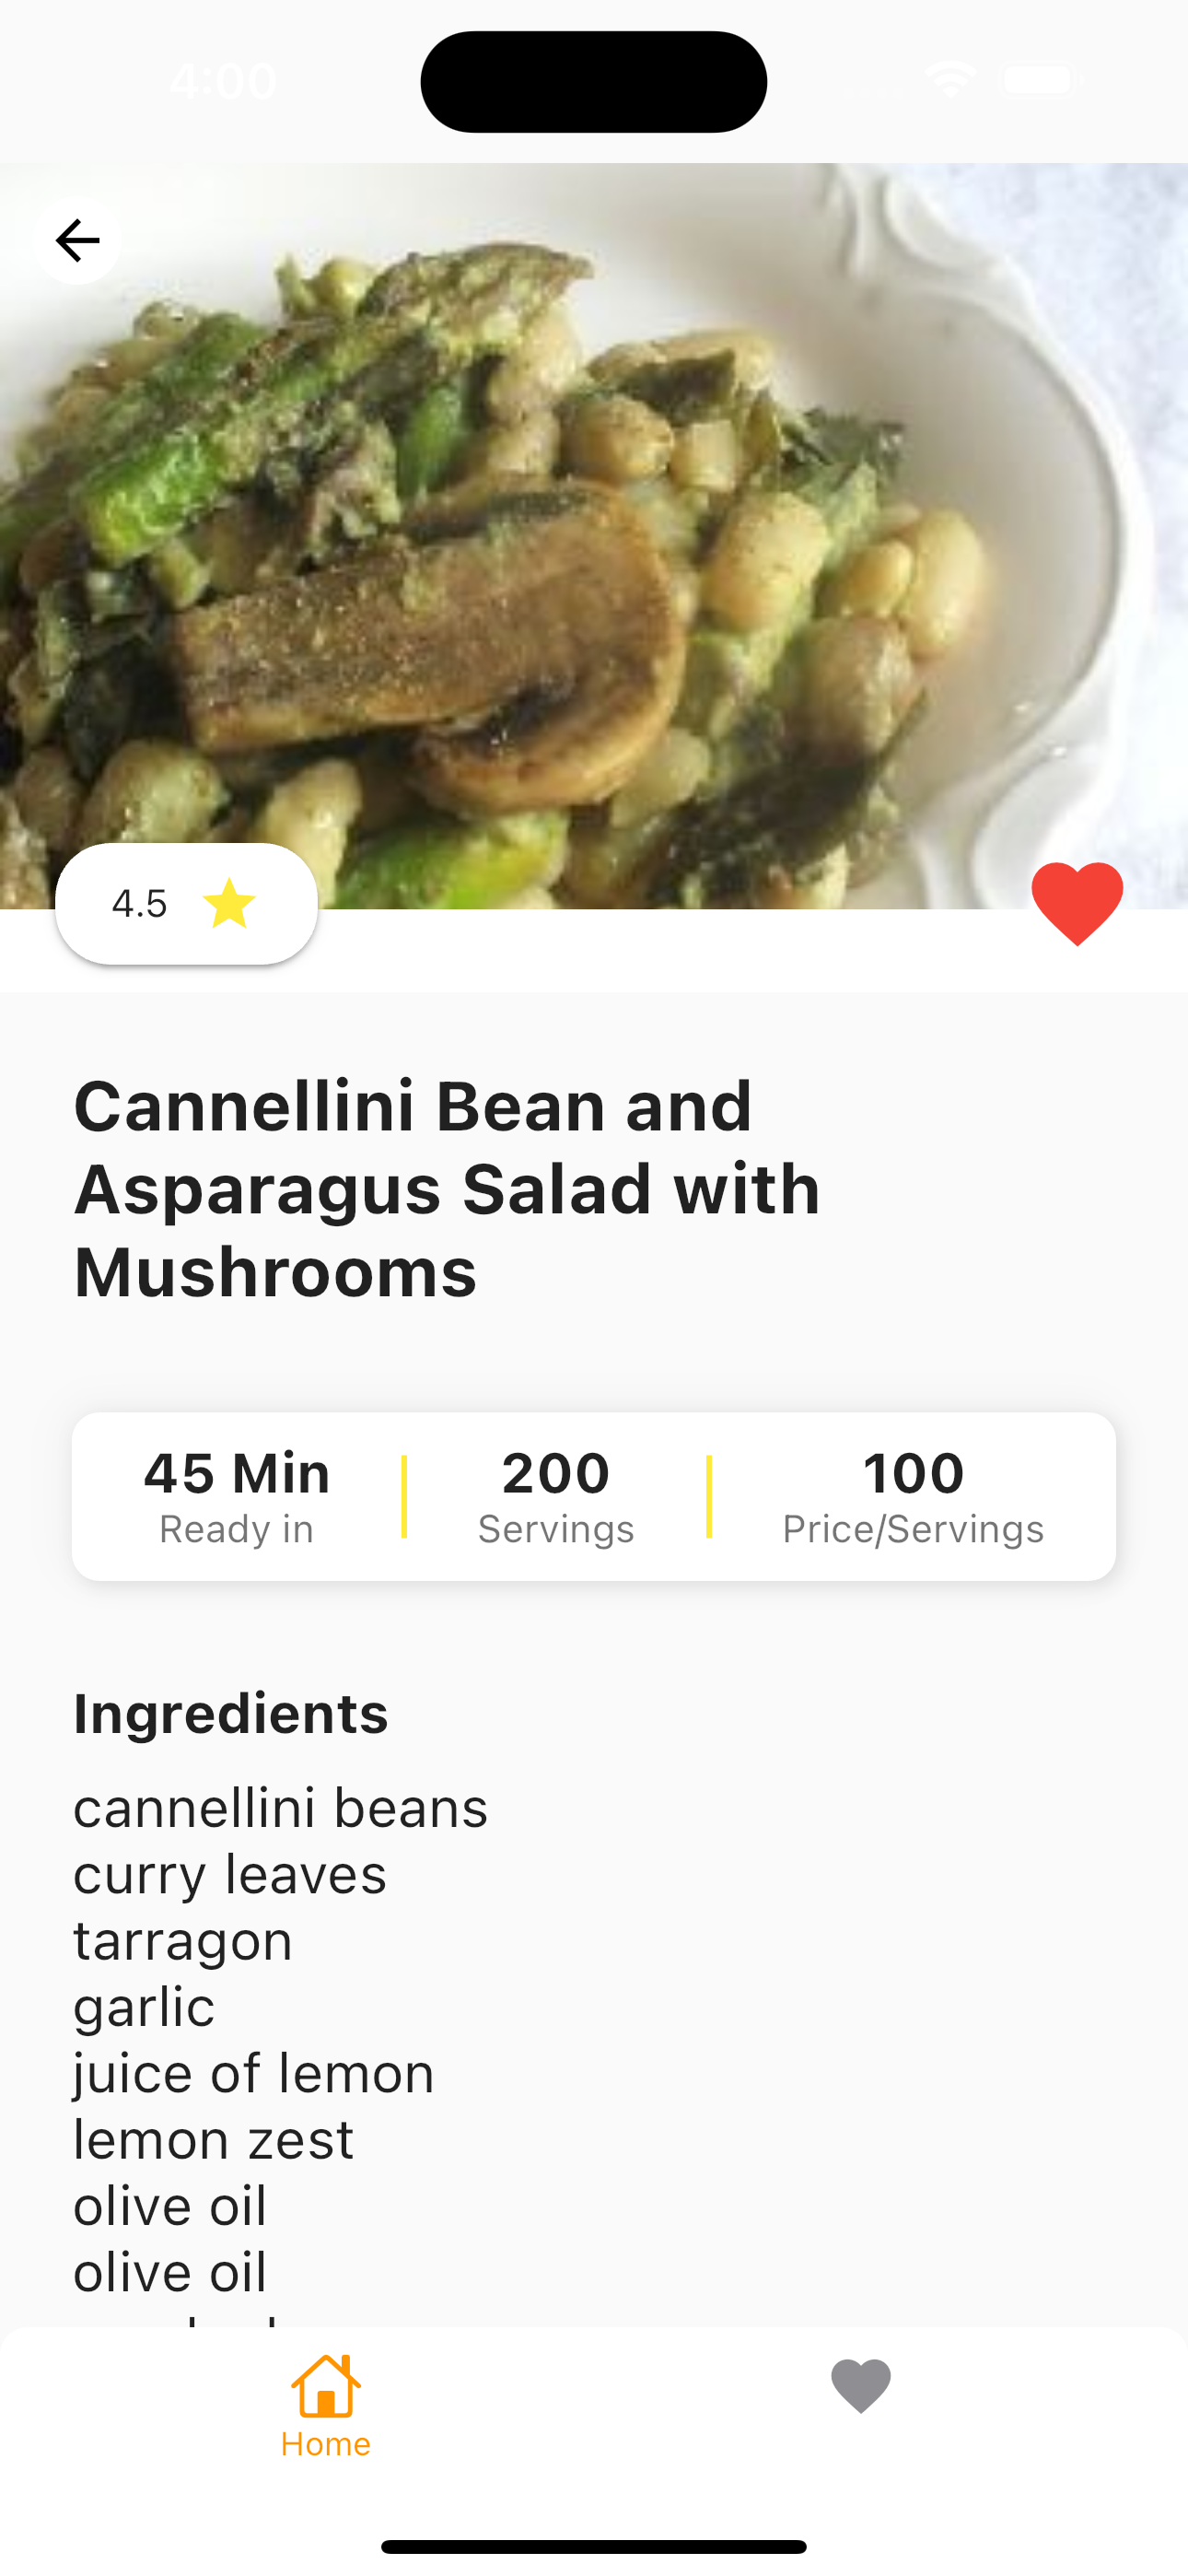 4:00
4.5
Cannellini Bean and
Asparagus Salad with
Mushrooms
45 Min
Ready in
200
Servings
100
Price/Servings
Ingredients
cannellini beans
curry leaves
tarragon
garlic
juice of lemon
lemon zest
olive oil
olive oil
Home